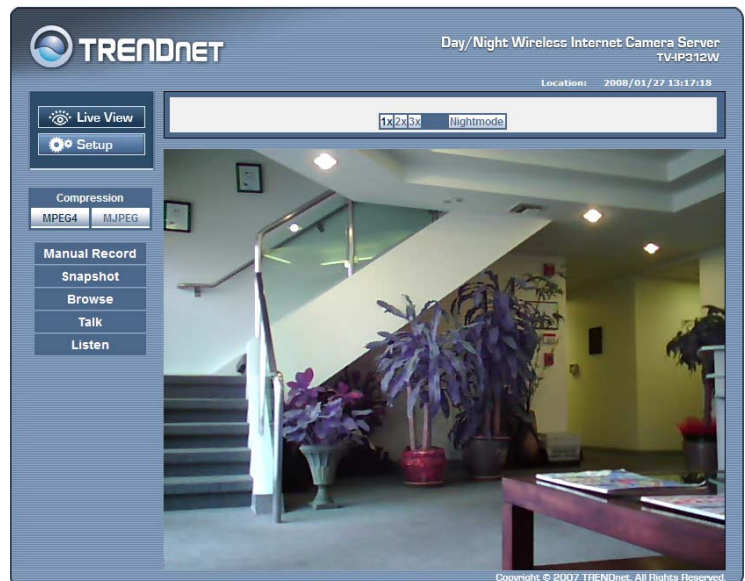 TRENDNET
Day/Night Wireless Internet Camera Server
TV-IP312W
Location: 2008/01/27 13:17:18
Live View
Setup
1x 2x 3x Nightmode
Compression
MPEG4 MJPEG
Manual Record
Snapshot
Browse
Talk
Listen
Copyright © 2007 TRENDnet. All Rights Reserved.